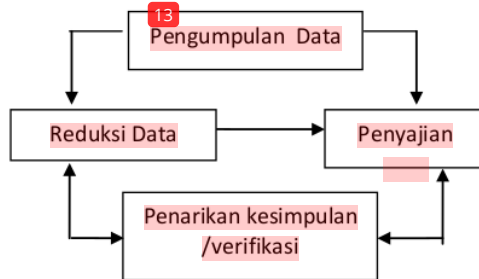 13
Pengumpulan Data
Reduksi Data
Penyajian
Penarikan kesimpulan
/verifikasi